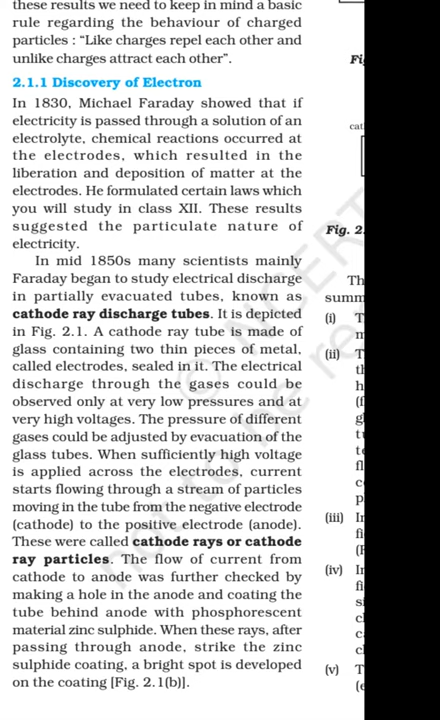 these results we need to keep in mind a basic
rule regarding the behaviour of charged
particles : “Like charges repel each other and
unlike charges attract each other”.
2.1.1 Discovery of Electron
In 1830, Michael Faraday showed that if
electricity is passed through a solution of an
electrolyte, chemical reactions occurred at
the electrodes, which resulted in the
liberation and deposition of matter at the
electrodes. He formulated certain laws which
you will study in class XII. These results
suggested the particulate nature of
electricity.
In mid 1850s many scientists mainly
Faraday began to study electrical discharge
in partially evacuated tubes, known as
cathode ray discharge tubes. It is depicted
in Fig. 2.1. A cathode ray tube is made of
glass containing two thin pieces of metal,
called electrodes, sealed in it. The electrical
discharge through the gases could be
observed only at very low pressures and at
very high voltages. The pressure of different
gases could be adjusted by evacuation of the
glass tubes. When sufficiently high voltage
is applied across the electrodes, current
starts flowing through a stream of particles
moving in the tube from the negative electrode
(cathode) to the positive electrode (anode).
These were called cathode rays or cathode
ray particles. The flow of current from
cathode to anode was further checked by
making a hole in the anode and coating the
tube behind anode with phosphorescent
material zinc sulphide. When these rays, after
passing through anode, strike the zinc
sulphide coating, a bright spot is developed
on the coating [Fig. 2.1(b)].
Fig. 2.
summ
(i)
(ii)
(iii)
(iv)
(v)
© NCERT
not to be re